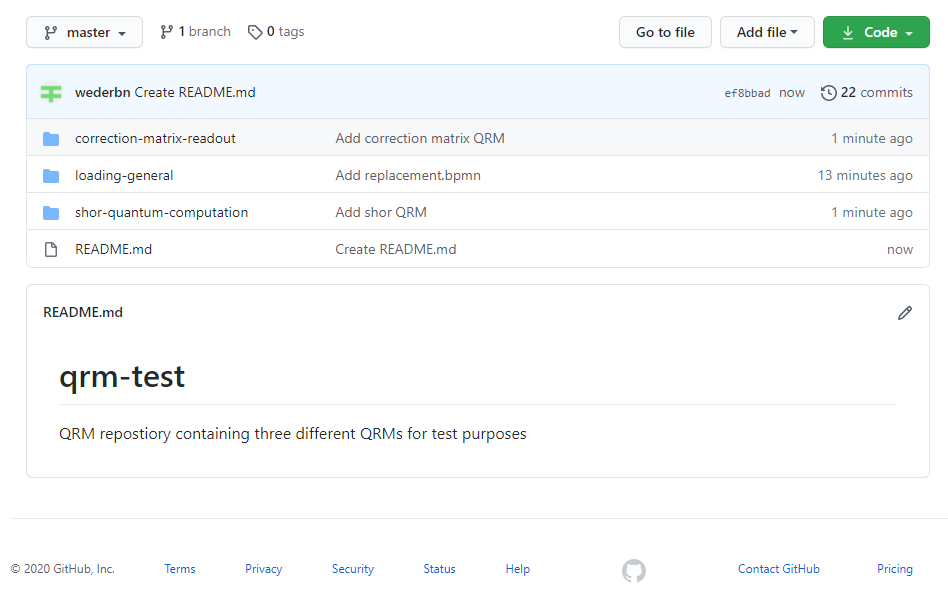 master 1 branch 0 tags Go to file Add file Code
wederbn Create README.md ef8bbad now 22 commits
correction-matrix-readout Add correction matrix QRM 1 minute ago
loading-general Add replacement.bpmn 13 minutes ago
shor-quantum-computation Add shor QRM 1 minute ago
README.md Create README.md now
README.md
qrm-test
QRM repostiory containing three different QRMs for test purposes
© 2020 GitHub, Inc. Terms Privacy Security Status Help Contact GitHub Pricing